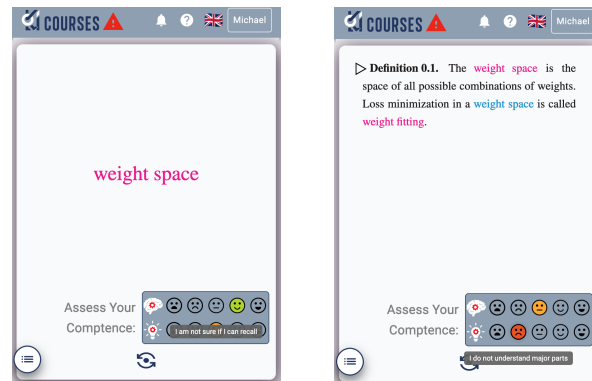 COURSES
Michael
weight space
Assess Your
Comptence:
I am not sure if I can recall
COURSES
Michael
Definition 0.1. The weight space is the
space of all possible combinations of weights.
Loss minimization in a weight space is called
weight fitting.
Assess Your
Comptence:
I do not understand major parts